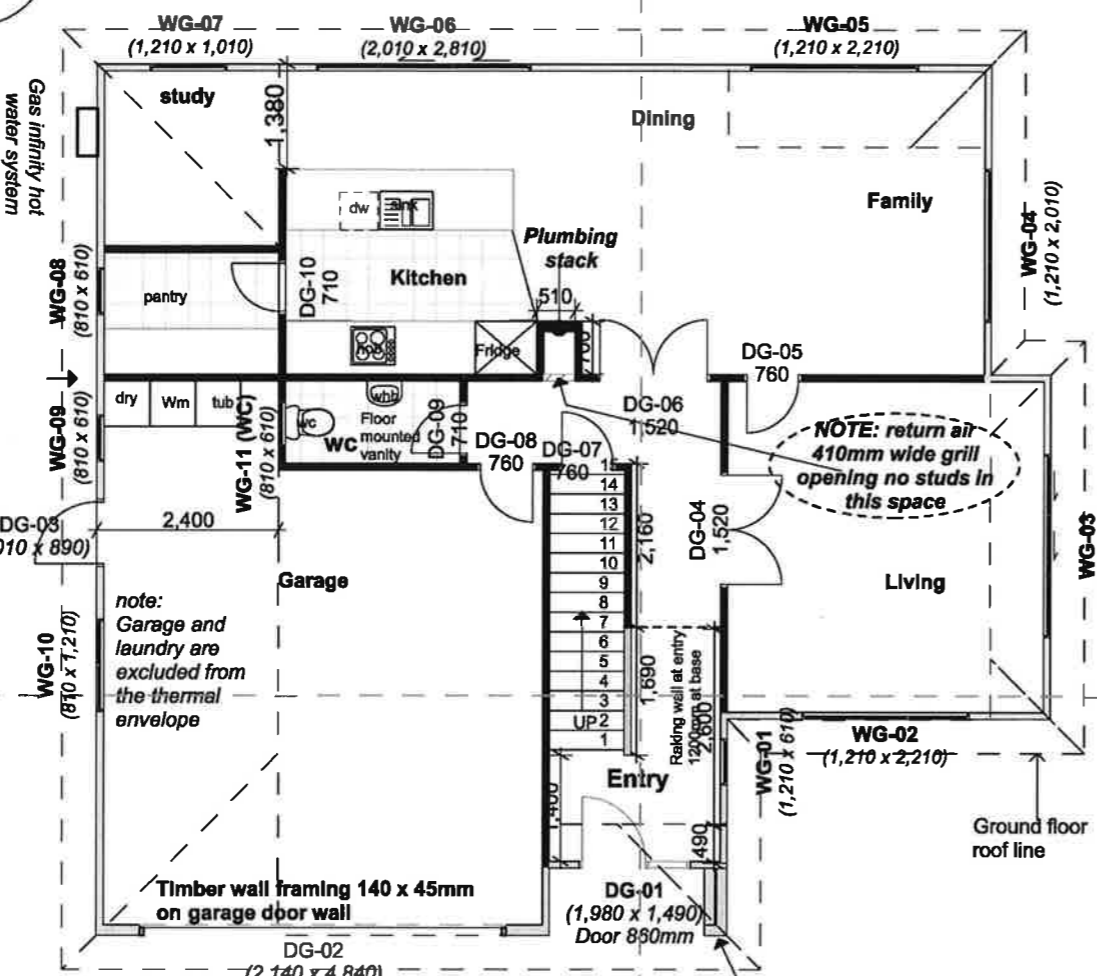 WG-07
(1,210 x 1,010)
WG-06
(2,010 x 2,810)
WG-05
(1,210 x 2,210)
Gas infinity hot
water system
study
1,380
Dining
Family
WG-04
(1,210 x 2,010)
dw
sink
Plumbing
stack
510
Kitchen
DG-10
710
WG-08
(810 x 610)
pantry
hob
Fridge
DG-05
760
WG-09
(810 x 610)
dry
Wm
tub
WG-11 (WC)
(810 x 610)
wc
whb
WC
Floor
mounted
vanity
DG-09
710
DG-08
760
DG-07
760
DG-06
1,520
NOTE: return air
410mm wide grill
opening no studs in
this space
DG-03
2,400
15
14
13
12
11
10
9
8
7
6
5
4
3
UP 2
1
2,160
DG-04
1,520
WG-03
Garage
Living
note:
Garage and
laundry are
excluded from
the thermal
envelope
WG-10
(810 x 1,210)
1,690
Raking wall at entry
1200mm at base
2,600
WG-01
(1,210 x 610)
WG-02
(1,210 x 2,210)
Entry
490
Ground floor
roof line
Timber wall framing 140 x 45mm
on garage door wall
DG-01
(1,980 x 1,490)
Door 860mm
DG-02
(2,140 x 4,840)